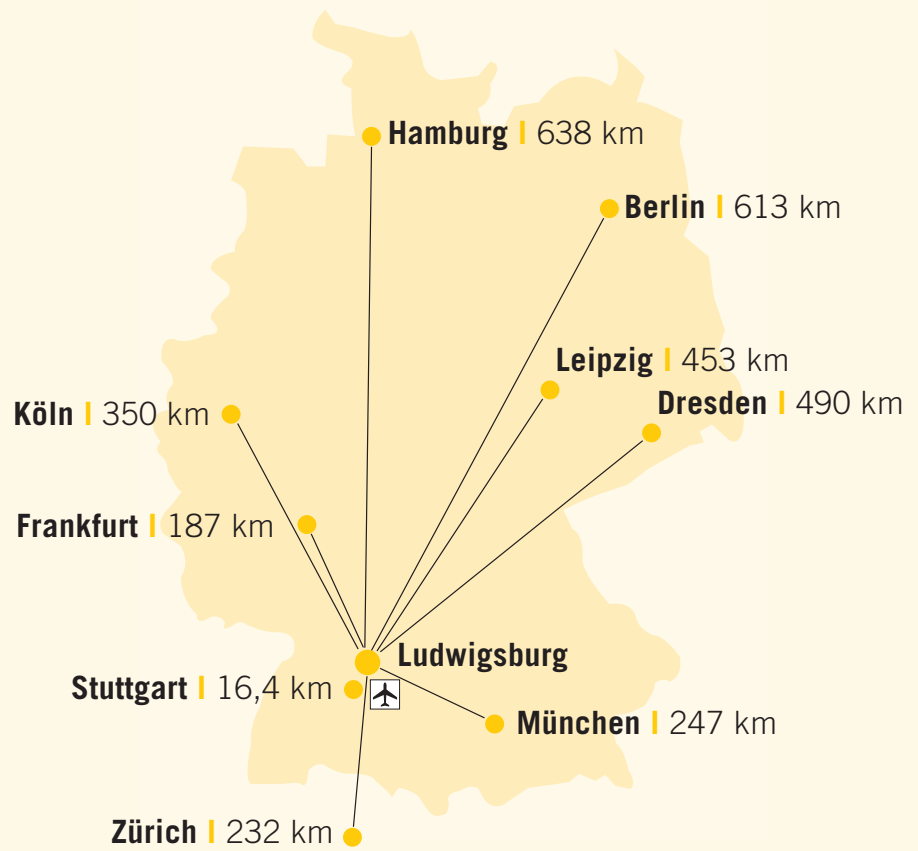 Hamburg | 638 km
Berlin | 613 km
Leipzig | 453 km
Dresden | 490 km
Köln | 350 km
Frankfurt | 187 km
Ludwigsburg
Stuttgart | 16,4 km
München | 247 km
Zürich | 232 km